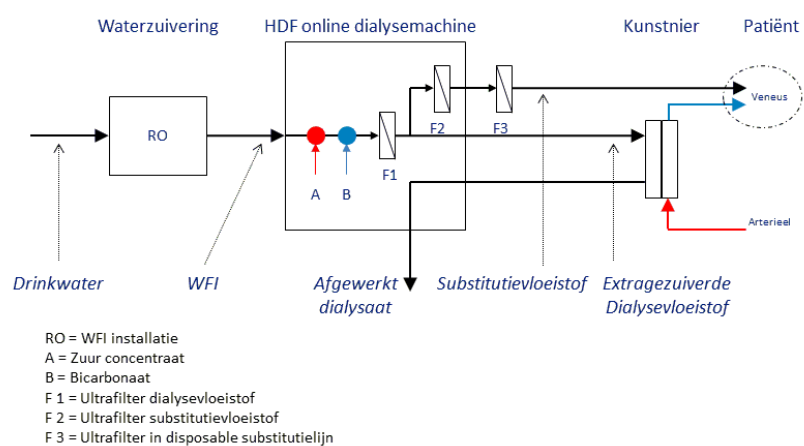 Waterzuivering HDF online dialysemachine Kunstnier Patiënt
F2 F3 Veneus
RO
F1
A B
Arterieel
Drinkwater WFI Afgewerkt dialysaat Substitutievloeistof Extragezuiverde Dialysevloeistof
RO = WFI installatie
A = Zuur concentraat
B = Bicarbonaat
F 1 = Ultrafilter dialysevloeistof
F 2 = Ultrafilter substitutievloeistof
F 3 = Ultrafilter in disposable substitutielijn